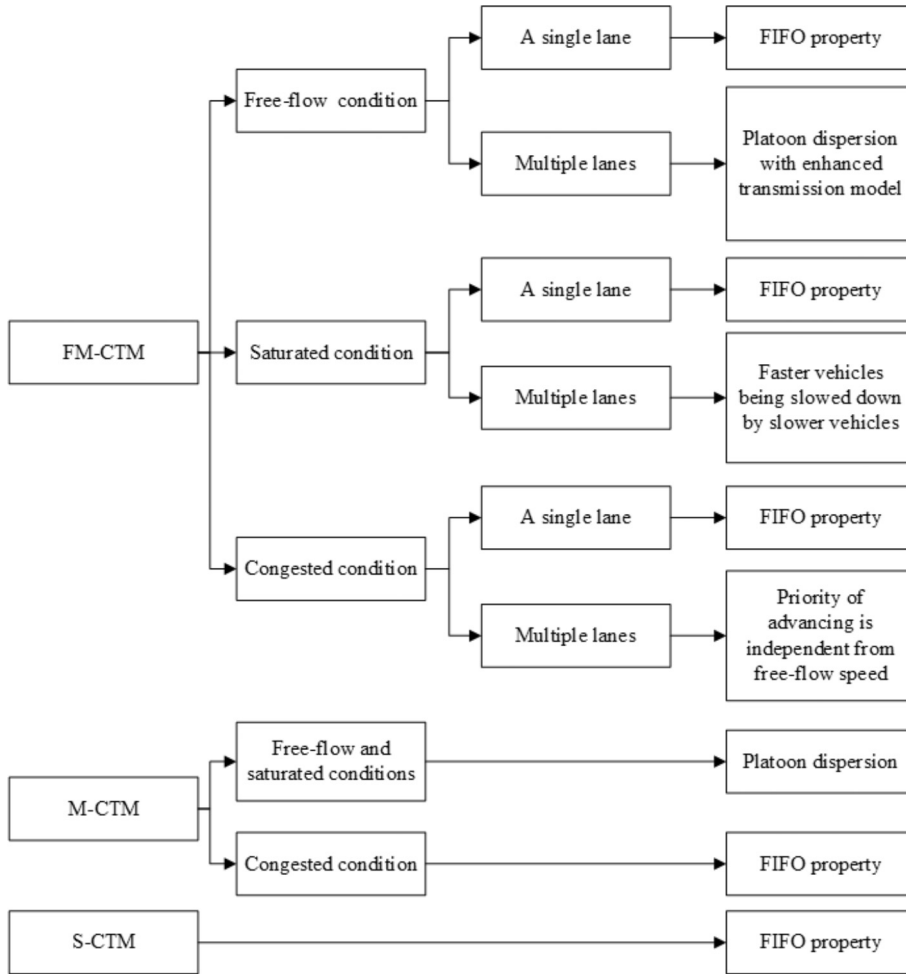 A single lane
FIFO property
Free-flow condition
Platoon dispersion
with enhanced
transmission model
Multiple lanes
A single lane
FIFO property
FM-CTM
Saturated condition
Faster vehicles
being slowed down
by slower vehicles
Multiple lanes
A single lane
FIFO property
Congested condition
Priority of
advancing is
independent from
free-flow speed
Multiple lanes
Free-flow and
saturated conditions
Platoon dispersion
M-CTM
Congested condition
FIFO property
S-CTM
FIFO property